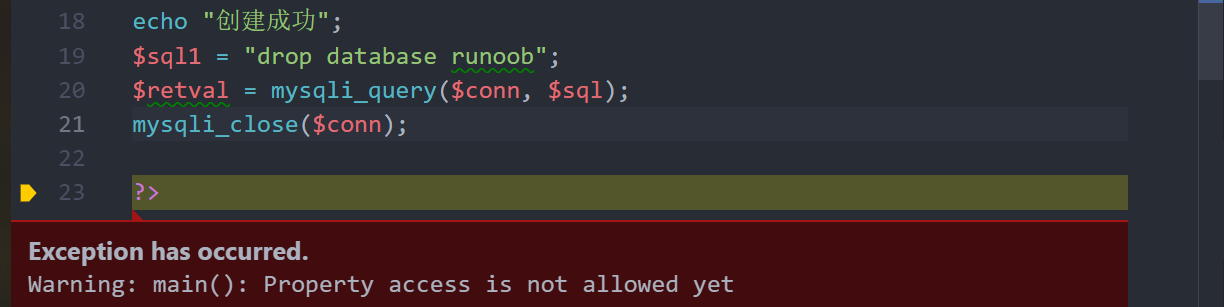 18 echo "创建成功";
19 $sql1 = "drop database runoob";
20 $retval = mysqli_query($conn, $sql);
21 mysqli_close($conn);
22
23 ?>
Exception has occurred.
Warning: main(): Property access is not allowed yet